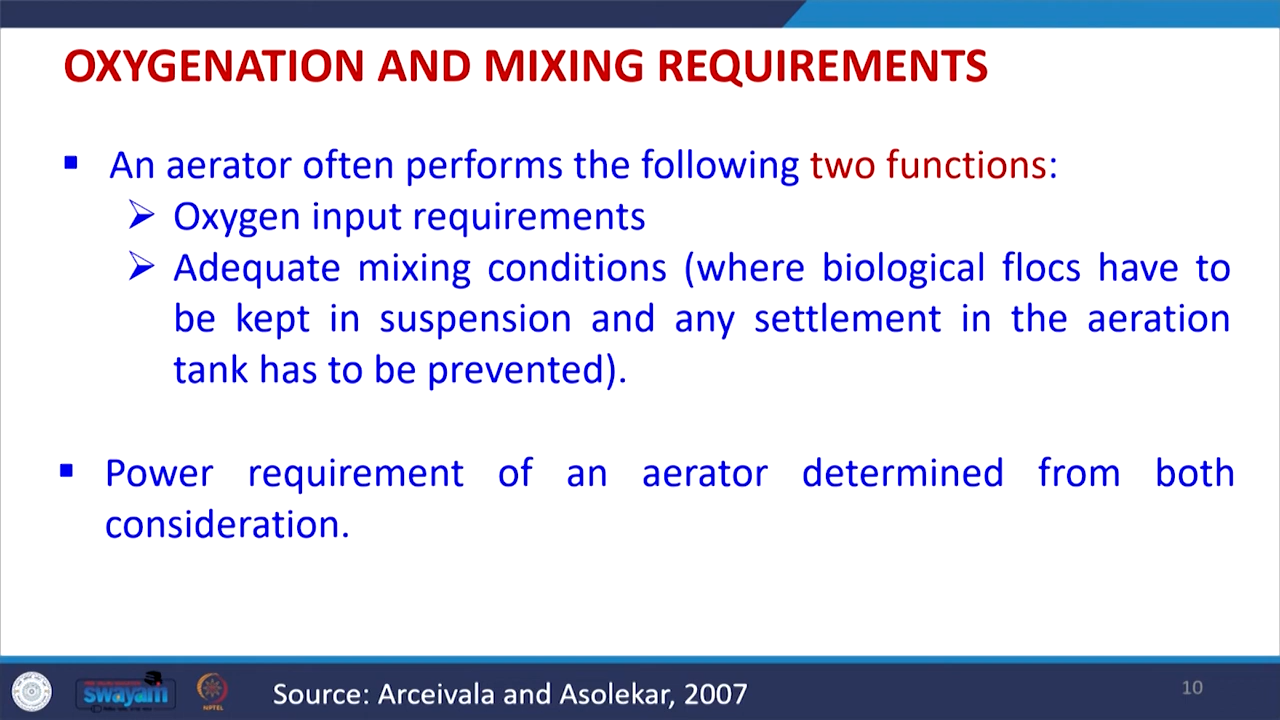 OXYGENATION AND MIXING REQUIREMENTS
▪ An aerator often performs the following two functions:
➢ Oxygen input requirements
➢ Adequate mixing conditions (where biological flocs have to
be kept in suspension and any settlement in the aeration
tank has to be prevented).
▪ Power requirement of an aerator determined from both
consideration.
swayam
NPTEL
Source: Arceivala and Asolekar, 2007
10